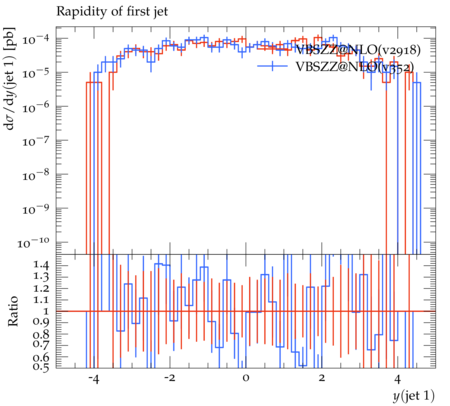 Rapidity of first jet
dσ/dy(jet 1) [pb]
10⁻⁴
10⁻⁵
10⁻⁶
10⁻⁷
10⁻⁸
10⁻⁹
10⁻¹⁰
VBSZZ@NLO(v2918)
VBSZZ@NLO(v352)
Ratio
1.4
1.3
1.2
1.1
1
0.9
0.8
0.7
0.6
0.5
-4 -2 0 2 4
y(jet 1)